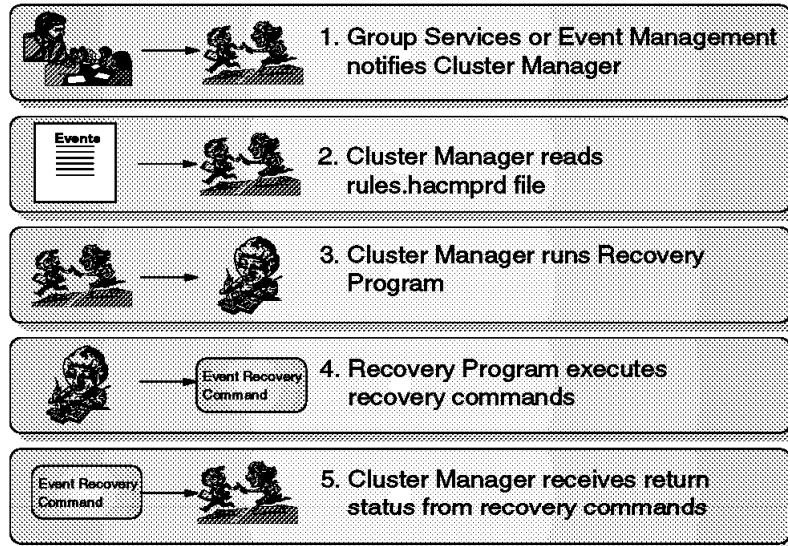 1. Group Services or Event Management
notifies Cluster Manager
Events
2. Cluster Manager reads
rules.hacmprd file
3. Cluster Manager runs Recovery
Program
Event Recovery
Command
4. Recovery Program executes
recovery commands
Event Recovery
Command
5. Cluster Manager receives return
status from recovery commands